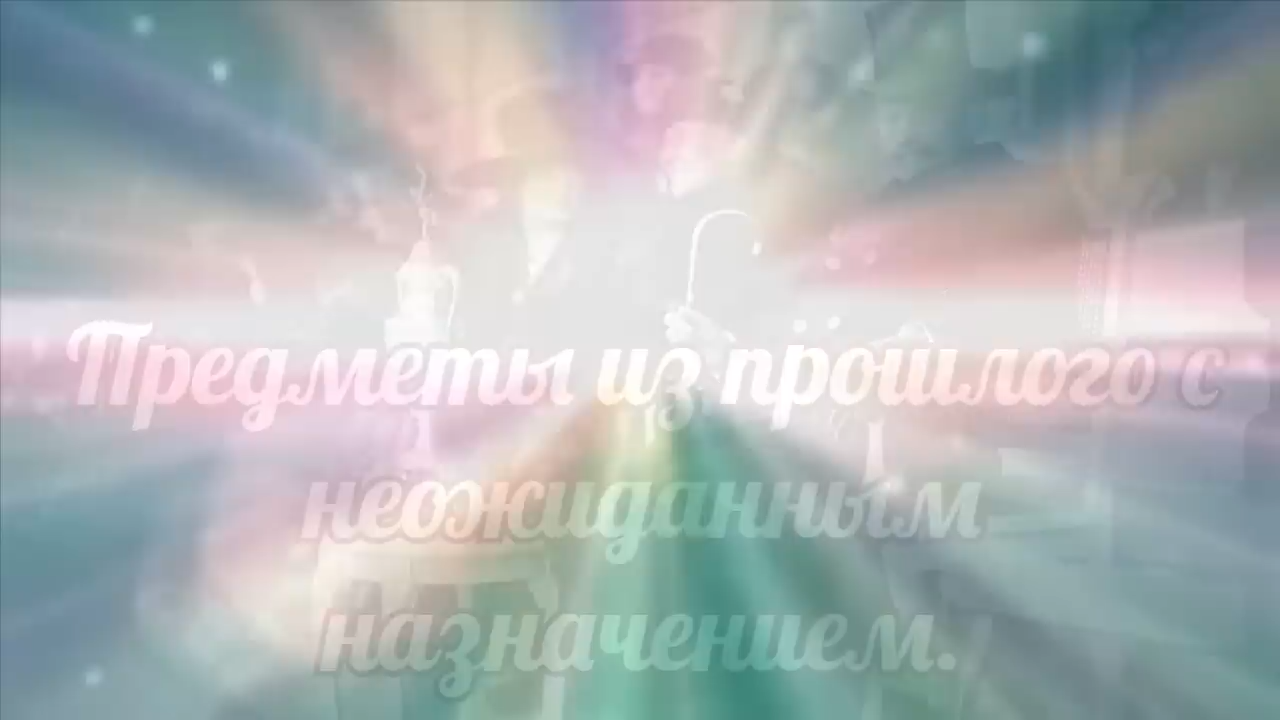 Предметы из прошлого с
неожиданным
назначением.